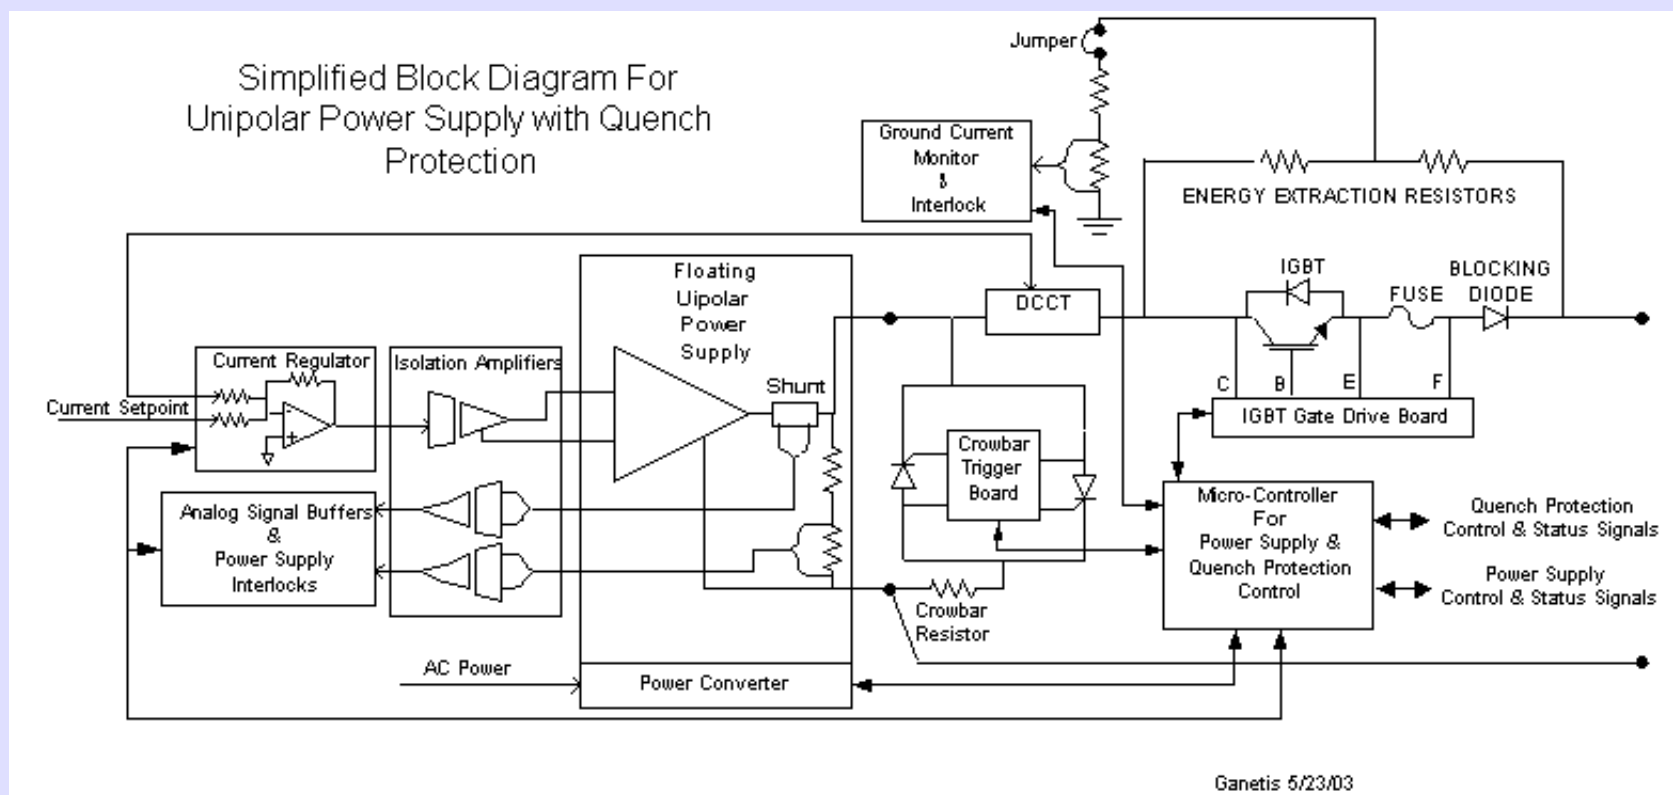 Simplified Block Diagram For
Unipolar Power Supply with Quench
Protection
Jumper
Ground Current
Monitor
&
Interlock
ENERGY EXTRACTION RESISTORS
Floating
Uipolar
Power
Supply
DCCT
IGBT
FUSE
BLOCKING
DIODE
Current Regulator
Isolation Amplifiers
Shunt
Current Setpoint
-
+
C
B
E
F
IGBT Gate Drive Board
Crowbar
Trigger
Board
Analog Signal Buffers
&
Power Supply
Interlocks
Micro-Controller
For
Power Supply &
Quench Protection
Control
Quench Protection
Control & Status Signals
Power Supply
Control & Status Signals
Crowbar
Resistor
AC Power
Power Converter
Ganetis 5/23/03